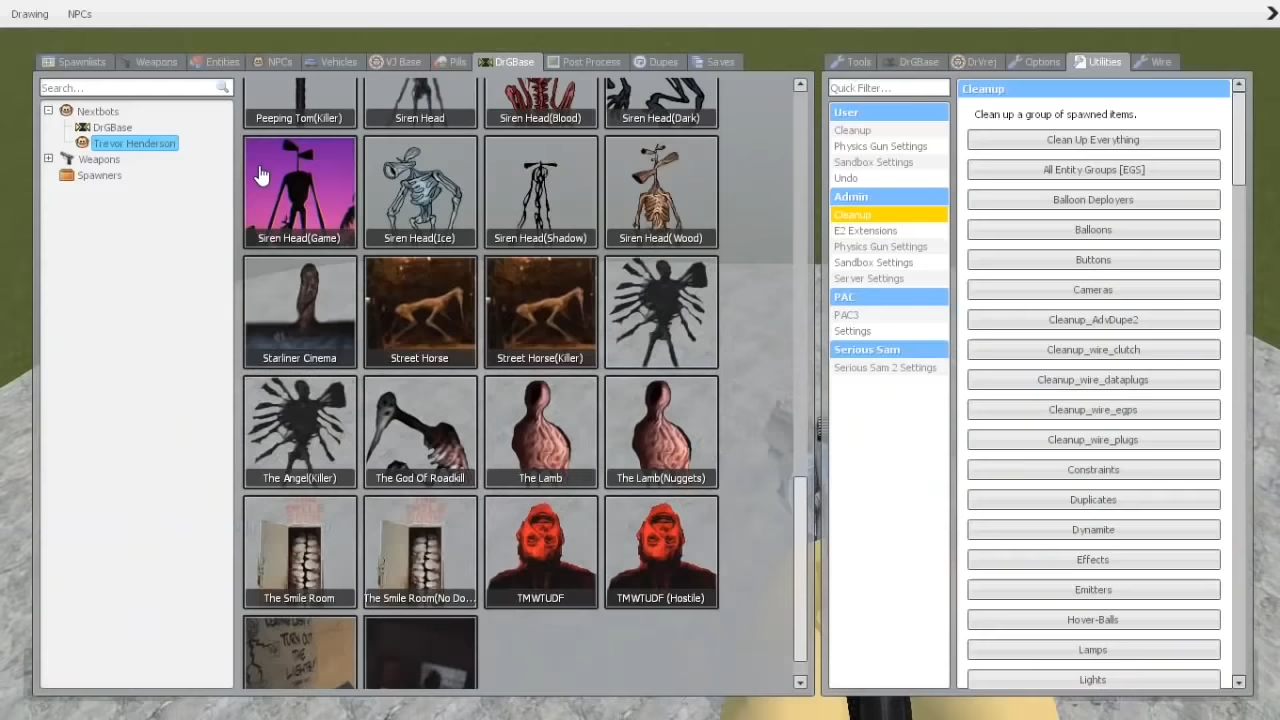 Drawing NPCs
Spawnlists Weapons Entities NPCs Vehicles VJ Base Pills DrGBase Post Process Dupes Saves
Tools DrGBase DrVrej Options Utilities Wire
Search...
Nextbots
DrGBase
Trevor Henderson
Weapons
Spawners
Peeping Tom(Killer) Siren Head Siren Head(Blood) Siren Head(Dark)
Siren Head(Game) Siren Head(Ice) Siren Head(Shadow) Siren Head(Wood)
Starliner Cinema Street Horse Street Horse(Killer)
The Angel(Killer) The God Of Roadkill The Lamb The Lamb(Nuggets)
The Smile Room The Smile Room(No Do... TMWTUDF TMWTUDF (Hostile)
TURN OUT
THE
Quick Filter...
User
Cleanup
Physics Gun Settings
Sandbox Settings
Undo
Admin
Cleanup
E2 Extensions
Physics Gun Settings
Sandbox Settings
Server Settings
PAC
PAC3
Settings
Serious Sam
Serious Sam 2 Settings
Cleanup
Clean up a group of spawned items.
Clean Up Everything
All Entity Groups [EGS]
Balloon Deployers
Balloons
Buttons
Cameras
Cleanup_AdvDupe2
Cleanup_wire_clutch
Cleanup_wire_dataplugs
Cleanup_wire_egps
Cleanup_wire_plugs
Constraints
Duplicates
Dynamite
Effects
Emitters
Hover-Balls
Lamps
Lights